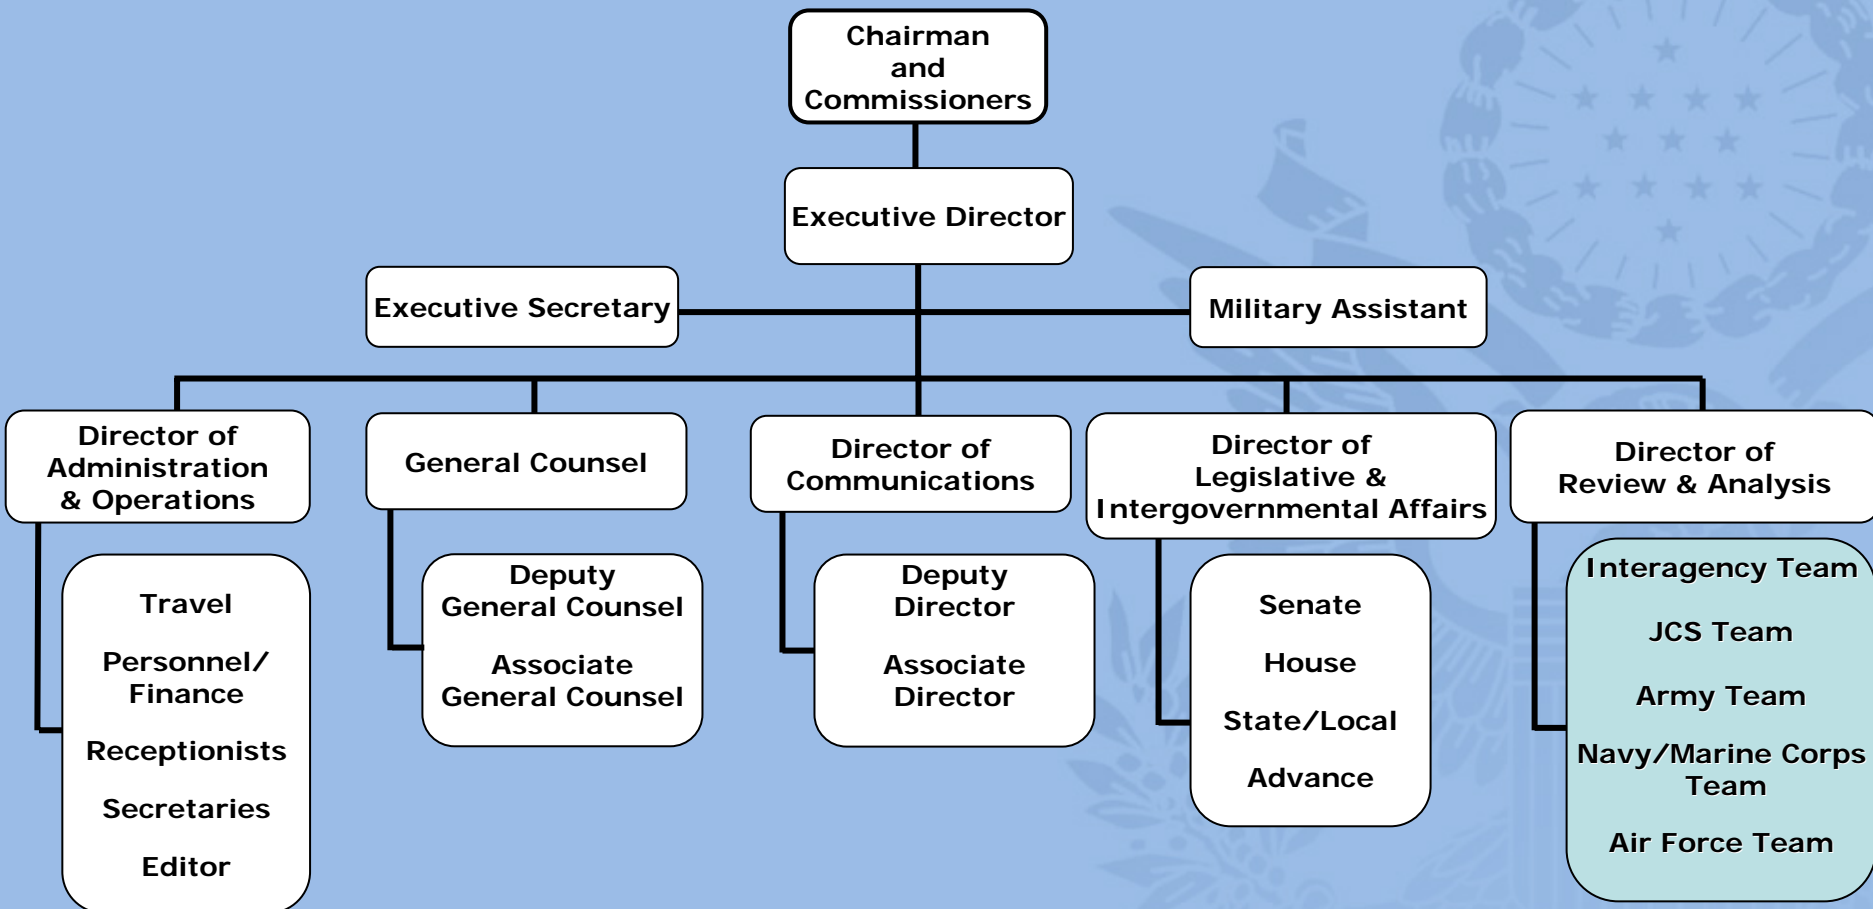 Chairman
and
Commissioners
Executive Director
Executive Secretary
Military Assistant
Director of
Administration
& Operations
General Counsel
Director of
Communications
Director of
Legislative &
Intergovernmental Affairs
Director of
Review & Analysis
Travel
Personnel/
Finance
Receptionists
Secretaries
Editor
Deputy
General Counsel
Associate
General Counsel
Deputy
Director
Associate
Director
Senate
House
State/Local
Advance
Interagency Team
JCS Team
Army Team
Navy/Marine Corps
Team
Air Force Team